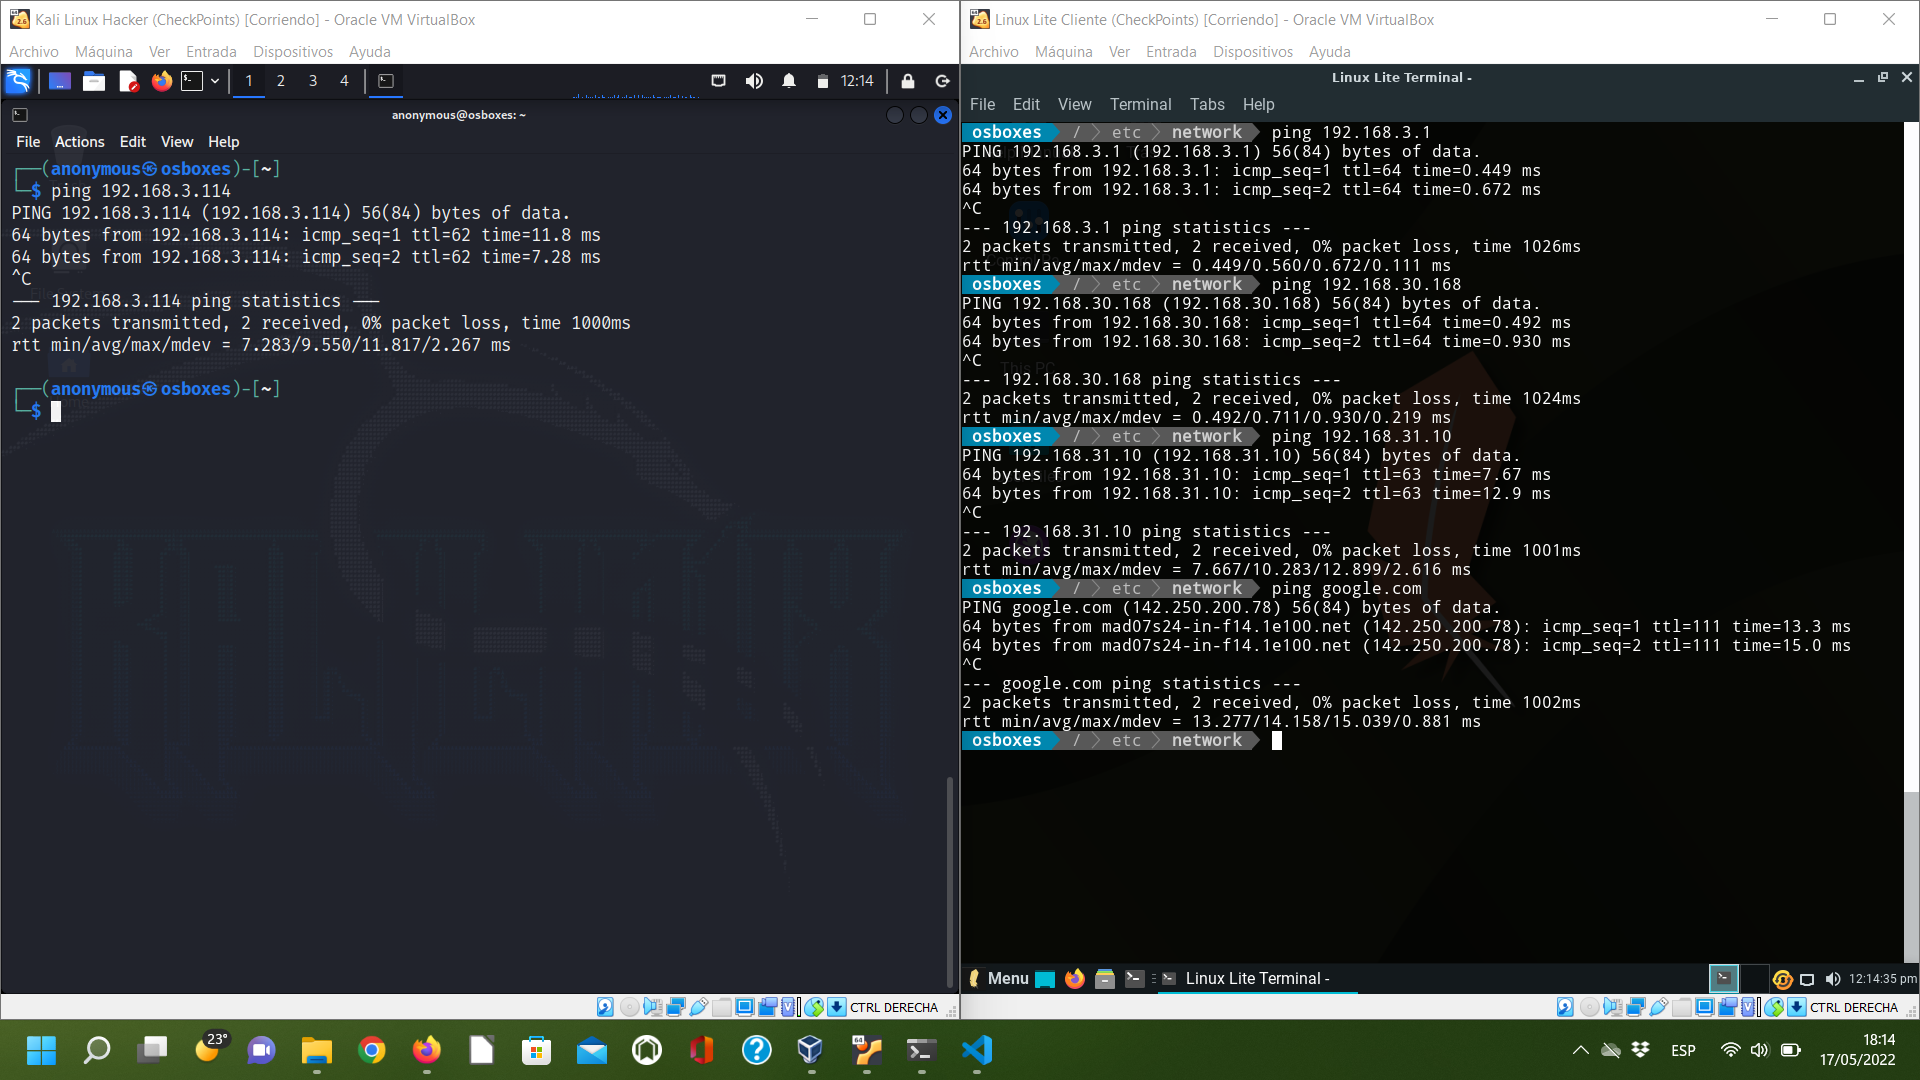 Kali Linux Hacker (CheckPoints) [Corriendo] - Oracle VM VirtualBox
Archivo Máquina Ver Entrada Dispositivos Ayuda
1 2 3 4 12:14
anonymous@osboxes: ~
File Actions Edit View Help
┌──(anonymous㉿osboxes)-[~]
└─$ ping 192.168.3.114
PING 192.168.3.114 (192.168.3.114) 56(84) bytes of data.
64 bytes from 192.168.3.114: icmp_seq=1 ttl=62 time=11.8 ms
64 bytes from 192.168.3.114: icmp_seq=2 ttl=62 time=7.28 ms
^C
--- 192.168.3.114 ping statistics ---
2 packets transmitted, 2 received, 0% packet loss, time 1000ms
rtt min/avg/max/mdev = 7.283/9.550/11.817/2.267 ms
┌──(anonymous㉿osboxes)-[~]
└─$
KALI LINUX
CTRL DERECHA
Linux Lite Cliente (CheckPoints) [Corriendo] - Oracle VM VirtualBox
Archivo Máquina Ver Entrada Dispositivos Ayuda
Linux Lite Terminal -
File Edit View Terminal Tabs Help
osboxes / etc network ping 192.168.3.1
PING 192.168.3.1 (192.168.3.1) 56(84) bytes of data.
64 bytes from 192.168.3.1: icmp_seq=1 ttl=64 time=0.449 ms
64 bytes from 192.168.3.1: icmp_seq=2 ttl=64 time=0.672 ms
^C
--- 192.168.3.1 ping statistics ---
2 packets transmitted, 2 received, 0% packet loss, time 1026ms
rtt min/avg/max/mdev = 0.449/0.560/0.672/0.111 ms
osboxes / etc network ping 192.168.30.168
PING 192.168.30.168 (192.168.30.168) 56(84) bytes of data.
64 bytes from 192.168.30.168: icmp_seq=1 ttl=64 time=0.492 ms
64 bytes from 192.168.30.168: icmp_seq=2 ttl=64 time=0.930 ms
^C
--- 192.168.30.168 ping statistics ---
2 packets transmitted, 2 received, 0% packet loss, time 1024ms
rtt min/avg/max/mdev = 0.492/0.711/0.930/0.219 ms
osboxes / etc network ping 192.168.31.10
PING 192.168.31.10 (192.168.31.10) 56(84) bytes of data.
64 bytes from 192.168.31.10: icmp_seq=1 ttl=63 time=7.67 ms
64 bytes from 192.168.31.10: icmp_seq=2 ttl=63 time=12.9 ms
^C
--- 192.168.31.10 ping statistics ---
2 packets transmitted, 2 received, 0% packet loss, time 1001ms
rtt min/avg/max/mdev = 7.667/10.283/12.899/2.616 ms
osboxes / etc network ping google.com
PING google.com (142.250.200.78) 56(84) bytes of data.
64 bytes from mad07s24-in-f14.1e100.net (142.250.200.78): icmp_seq=1 ttl=111 time=13.3 ms
64 bytes from mad07s24-in-f14.1e100.net (142.250.200.78): icmp_seq=2 ttl=111 time=15.0 ms
^C
--- google.com ping statistics ---
2 packets transmitted, 2 received, 0% packet loss, time 1002ms
rtt min/avg/max/mdev = 13.277/14.158/15.039/0.881 ms
osboxes / etc network
Menu Linux Lite Terminal - 12:14:35 pm
CTRL DERECHA
23°
ESP
18:14
17/05/2022